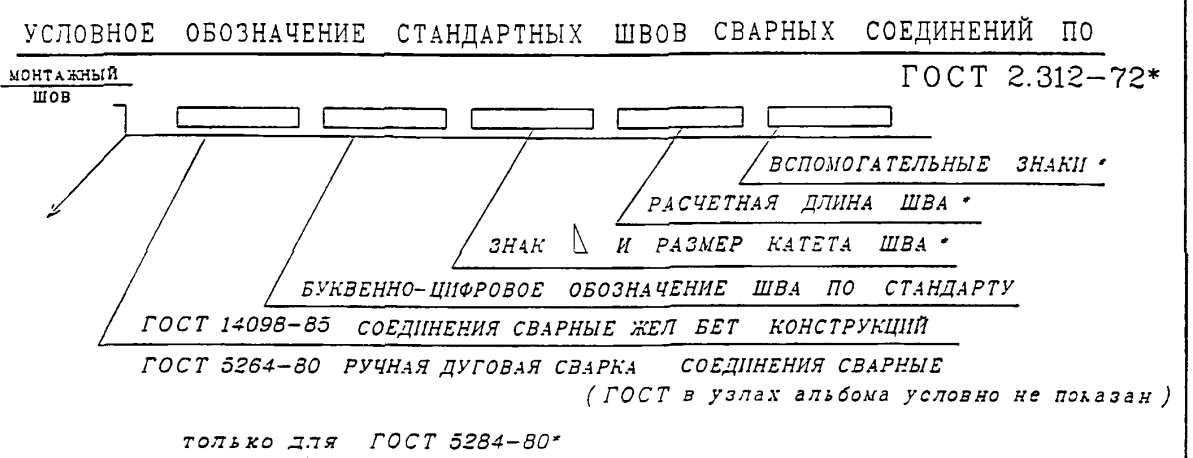 УСЛОВНОЕ ОБОЗНАЧЕНИЕ СТАНДАРТНЫХ ШВОВ СВАРНЫХ СОЕДИНЕНИЙ ПО
ГОСТ 2.312-72*
МОНТАЖНЫЙ
ШОВ
ВСПОМОГАТЕЛЬНЫЕ ЗНАКИ *
РАСЧЕТНАЯ ДЛИНА ШВА *
ЗНАК И РАЗМЕР КАТЕТА ШВА *
БУКВЕННО-ЦИФРОВОЕ ОБОЗНАЧЕНИЕ ШВА ПО СТАНДАРТУ
ГОСТ 14098-85 СОЕДИНЕНИЯ СВАРНЫЕ ЖЕЛ БЕТ КОНСТРУКЦИЙ
ГОСТ 5264-80 РУЧНАЯ ДУГОВАЯ СВАРКА СОЕДИНЕНИЯ СВАРНЫЕ
(ГОСТ в узлах альбома условно не показан)
только для ГОСТ 5284-80*